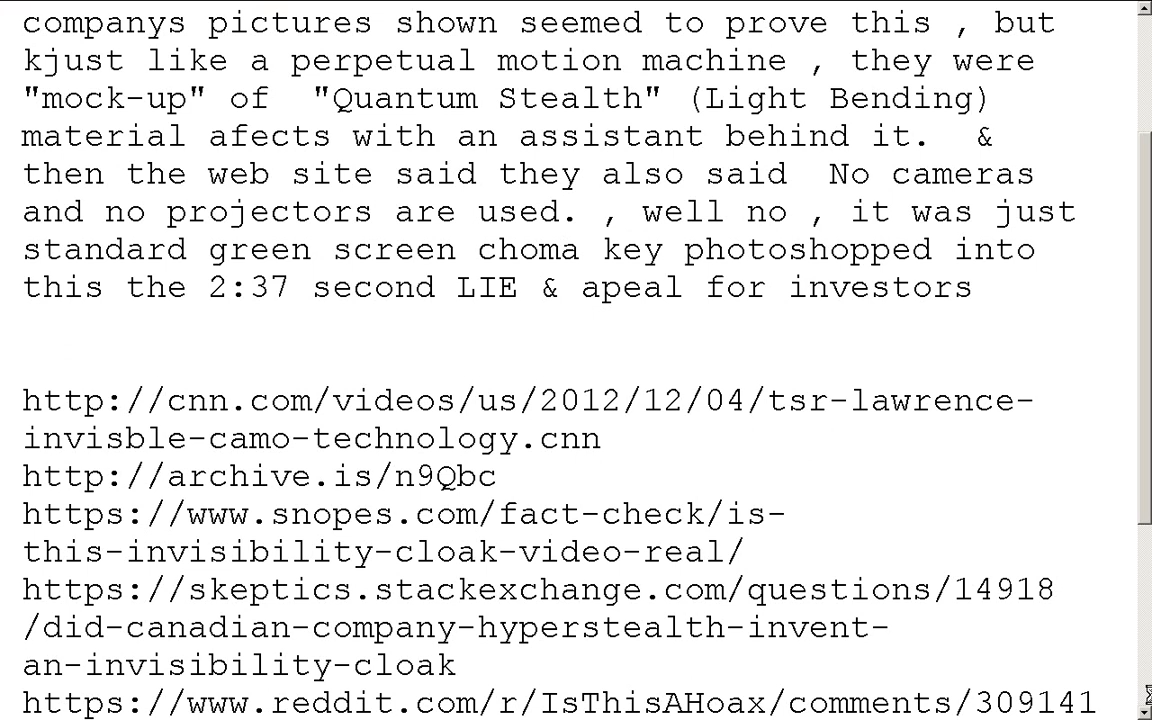 companys pictures shown seemed to prove this , but
kjust like a perpetual motion machine , they were
"mock-up" of  "Quantum Stealth" (Light Bending)
material afects with an assistant behind it.  &
then the web site said they also said  No cameras
and no projectors are used. , well no , it was just
standard green screen choma key photoshopped into
this the 2:37 second LIE & apeal for investors
http://cnn.com/videos/us/2012/12/04/tsr-lawrence-
invisble-camo-technology.cnn
http://archive.is/n9Qbc
https://www.snopes.com/fact-check/is-
this-invisibility-cloak-video-real/
https://skeptics.stackexchange.com/questions/14918
/did-canadian-company-hyperstealth-invent-
an-invisibility-cloak
https://www.reddit.com/r/IsThisAHoax/comments/309141